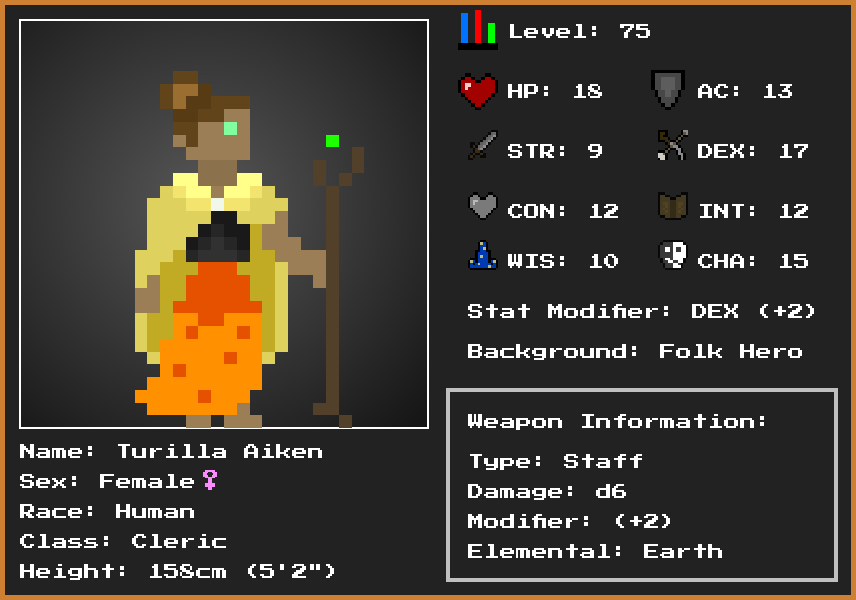 Level: 75
HP: 18
AC: 13
STR: 9
DEX: 17
CON: 12
INT: 12
WIS: 10
CHA: 15
Stat Modifier: DEX (+2)
Background: Folk Hero
Weapon Information:
Type: Staff
Damage: d6
Modifier: (+2)
Elemental: Earth
Name: Turilla Aiken
Sex: Female♀
Race: Human
Class: Cleric
Height: 158cm (5'2")